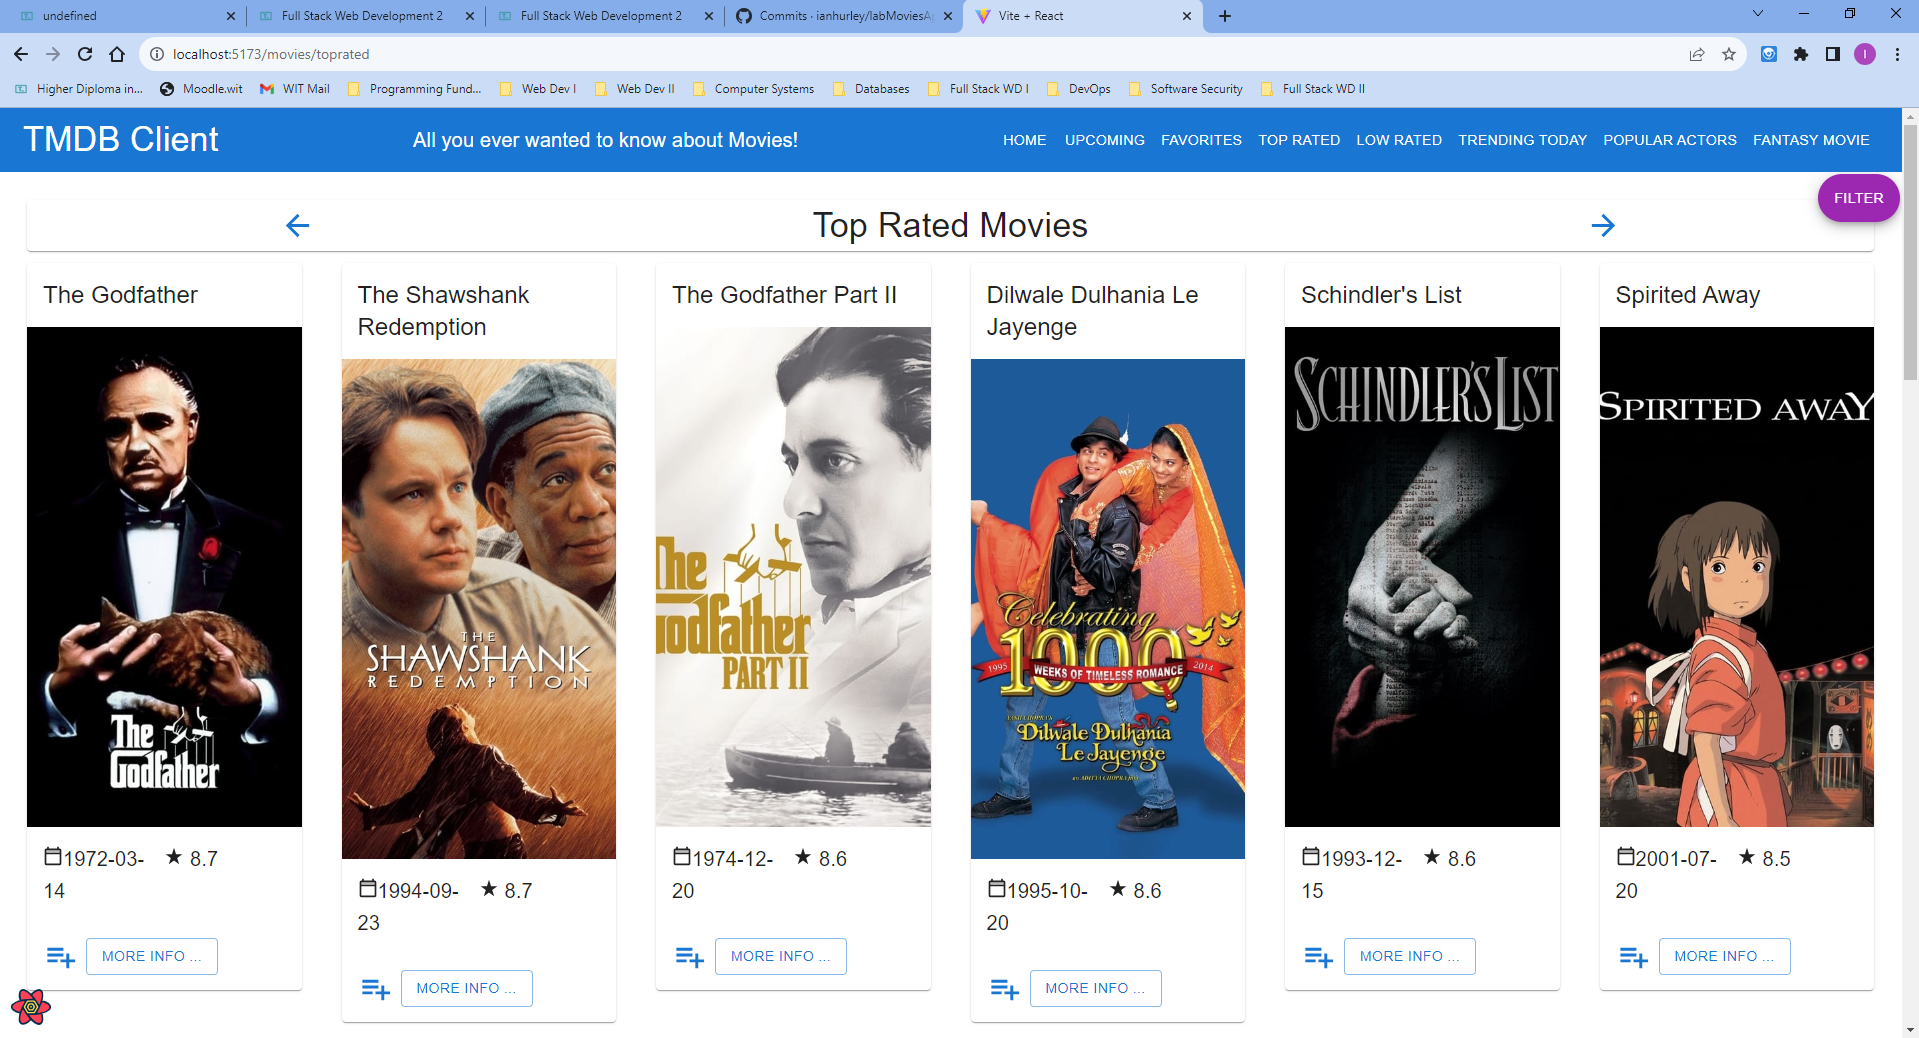 undefined
Full Stack Web Development 2
Full Stack Web Development 2
Commits · ianhurley/labMoviesA
Vite + React
localhost:5173/movies/toprated
I
Higher Diploma in...
Moodle.wit
WIT Mail
Programming Fund...
Web Dev I
Web Dev II
Computer Systems
Databases
Full Stack WD I
DevOps
Software Security
Full Stack WD II
TMDB Client
All you ever wanted to know about Movies!
HOME
UPCOMING
FAVORITES
TOP RATED
LOW RATED
TRENDING TODAY
POPULAR ACTORS
FANTASY MOVIE
FILTER
Top Rated Movies
The Godfather
The
Godfather
1972-03-
14
★ 8.7
MORE INFO ...
The Shawshank
Redemption
THE
SHAWSHANK
REDEMPTION
1994-09-
23
★ 8.7
MORE INFO ...
The Godfather Part II
The
Godfather
PART II
1974-12-
20
★ 8.6
MORE INFO ...
Dilwale Dulhania Le
Jayenge
Celebrating
1000
1995
WEEKS OF TIMELESS ROMANCE
2014
YASH CHOPRA'S
Dilwale Dulhania
Le Jayenge
1995-10-
20
★ 8.6
MORE INFO ...
Schindler's List
SCHINDLER'S LIST
1993-12-
15
★ 8.6
MORE INFO ...
Spirited Away
SPIRITED AWAY
2001-07-
20
★ 8.5
MORE INFO ...